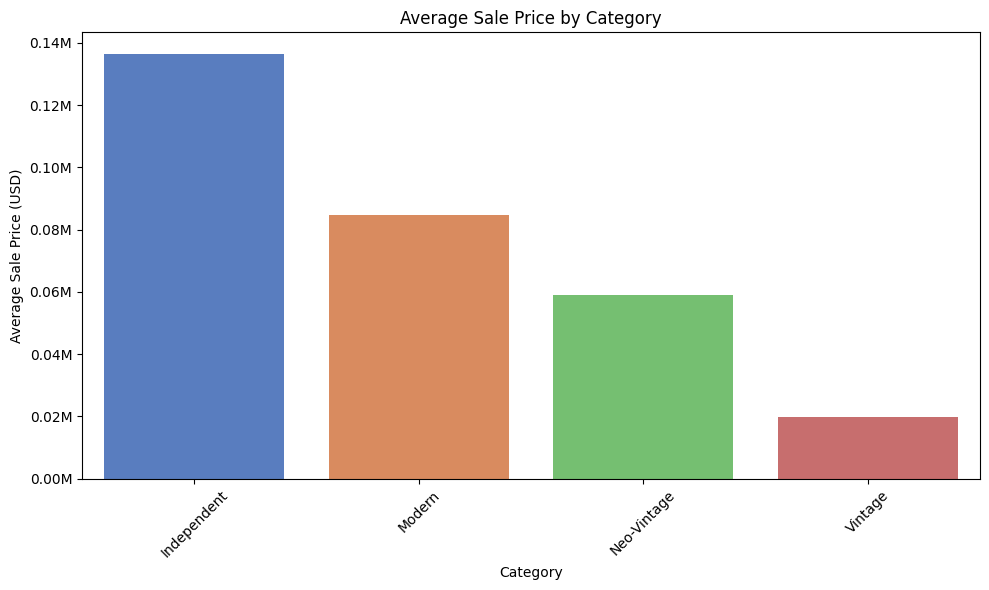 Average Sale Price by Category
Average Sale Price (USD)
0.14M
0.12M
0.10M
0.08M
0.06M
0.04M
0.02M
0.00M
Independent
Modern
Neo-Vintage
Vintage
Category